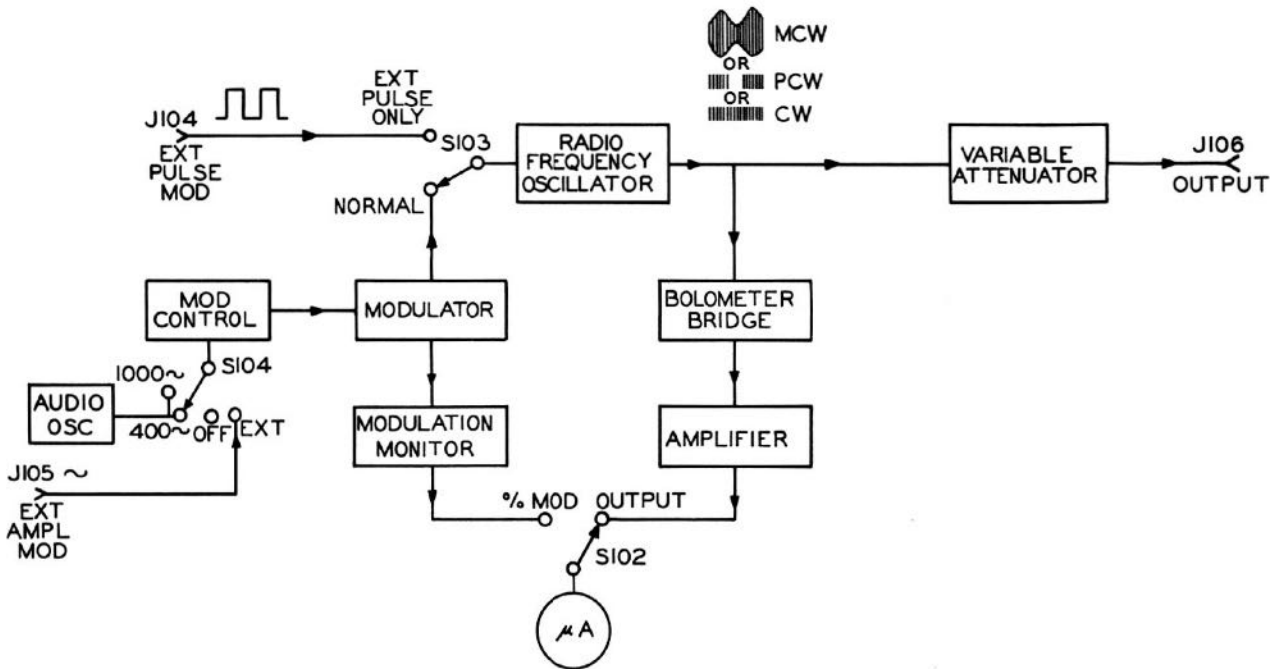 MCW
OR
PCW
OR
CW
EXT
PULSE
ONLY
J104
EXT
PULSE
MOD
S103
NORMAL
RADIO
FREQUENCY
OSCILLATOR
VARIABLE
ATTENUATOR
J106
OUTPUT
MOD
CONTROL
MODULATOR
BOLOMETER
BRIDGE
S104
1000~
AUDIO
OSC
400~
OFF
EXT
MODULATION
MONITOR
AMPLIFIER
J105 ~
EXT
AMPL
MOD
% MOD
OUTPUT
S102
μA